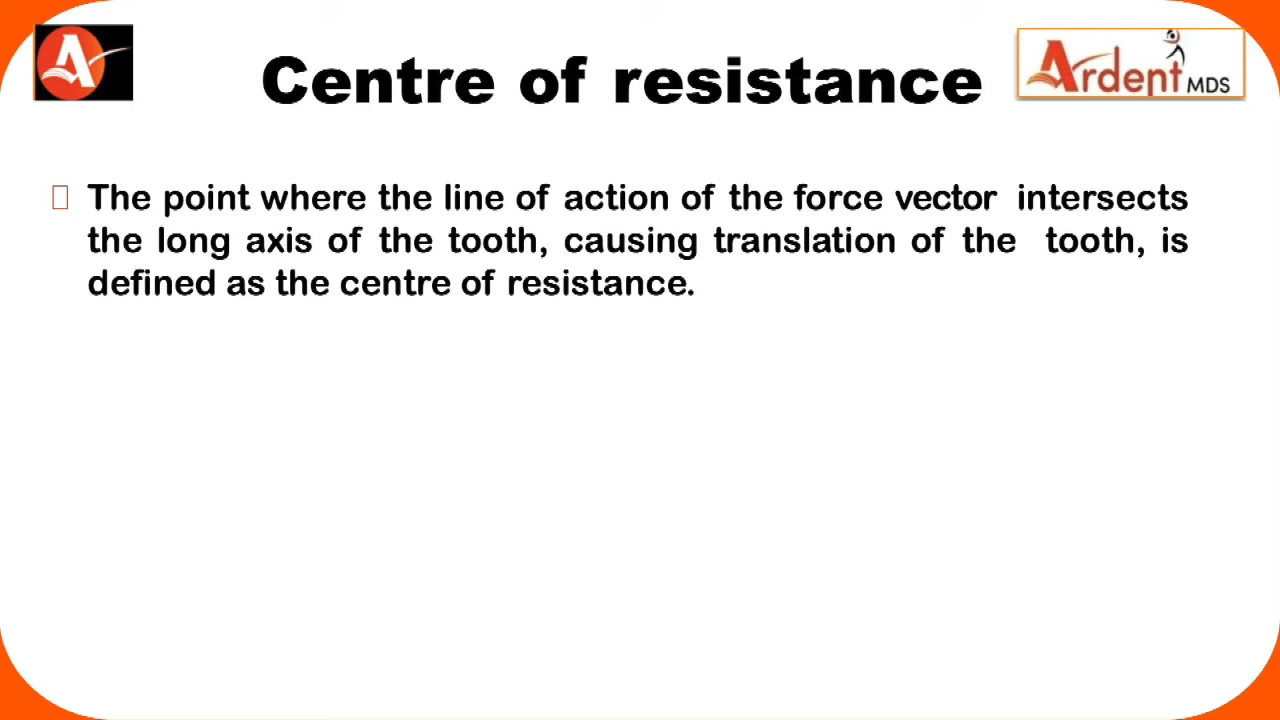 A
Centre of resistance
Ardent MDS
The point where the line of action of the force vector intersects
the long axis of the tooth, causing translation of the tooth, is
defined as the centre of resistance.